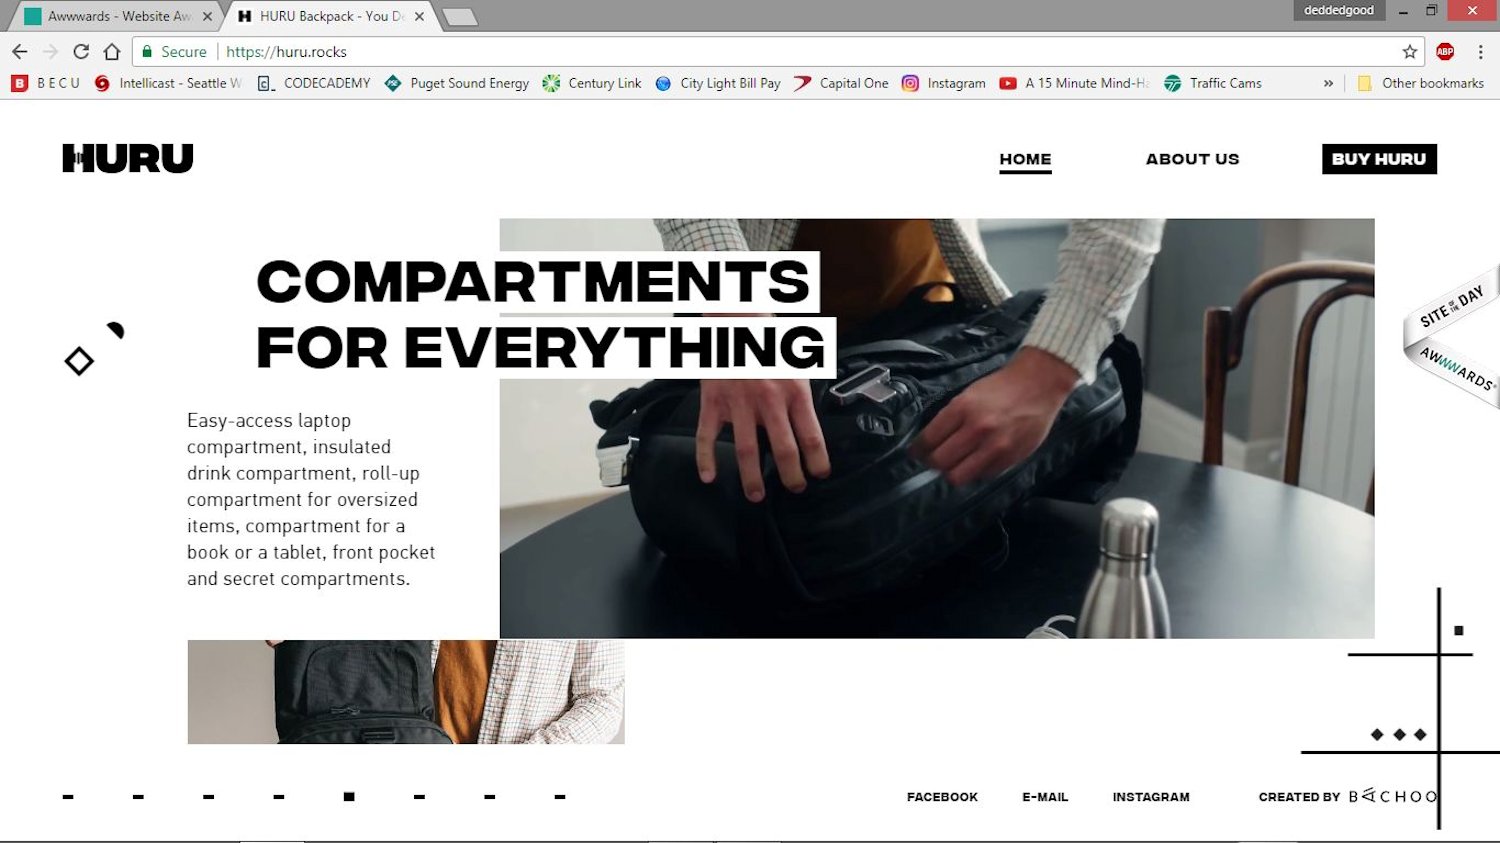 Awwwards - Website Aw
HURU Backpack - You D
deddedgood
Secure
https://huru.rocks
ABP
B
B E C U
Intellicast - Seattle W
CODECADEMY
Puget Sound Energy
Century Link
City Light Bill Pay
Capital One
Instagram
A 15 Minute Mind-Ha
Traffic Cams
»
Other bookmarks
HURU
HOME
ABOUT US
BUY HURU
COMPARTMENTS
FOR EVERYTHING
SITE OF THE DAY
AWWWARDS
Easy-access laptop
compartment, insulated
drink compartment, roll-up
compartment for oversized
items, compartment for a
book or a tablet, front pocket
and secret compartments.
FACEBOOK
E-MAIL
INSTAGRAM
CREATED BY BACHOO